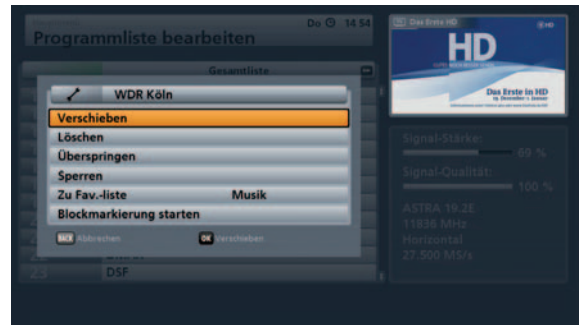 Do 14 54
Programmliste bearbeiten
Gesamtliste
WDR Köln
Verschieben
Löschen
Überspringen
Sperren
Zu Fav.-liste Musik
Blockmarkierung starten
BACK Abbrechen OK Verschieben
23 DSF
Das Erste HD
HD
Das Erste in HD
Signal-Stärke:
69 %
Signal-Qualität:
100 %
ASTRA 19.2E
11836 MHz
Horizontal
27.500 MS/s